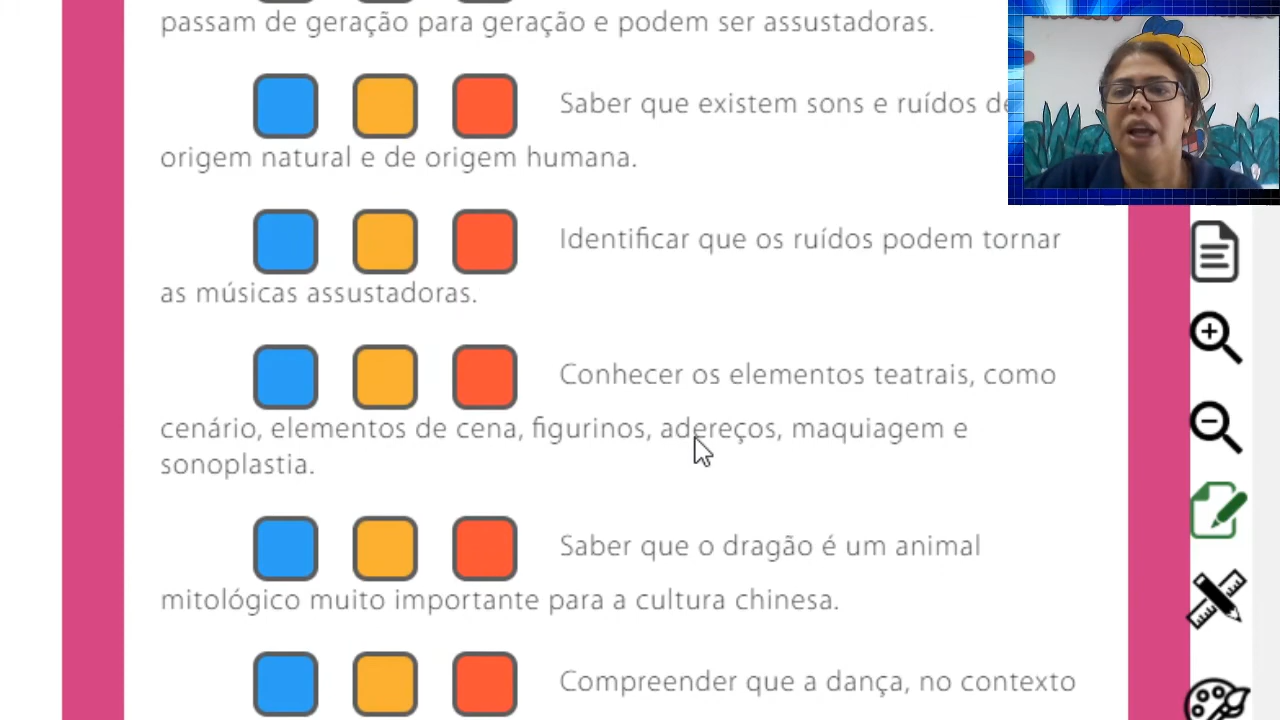 passam de geração para geração e podem ser assustadoras.
Saber que existem sons e ruídos de
origem natural e de origem humana.
Identificar que os ruídos podem tornar
as músicas assustadoras.
Conhecer os elementos teatrais, como
cenário, elementos de cena, figurinos, adereços, maquiagem e
sonoplastia.
Saber que o dragão é um animal
mitológico muito importante para a cultura chinesa.
Compreender que a dança, no contexto